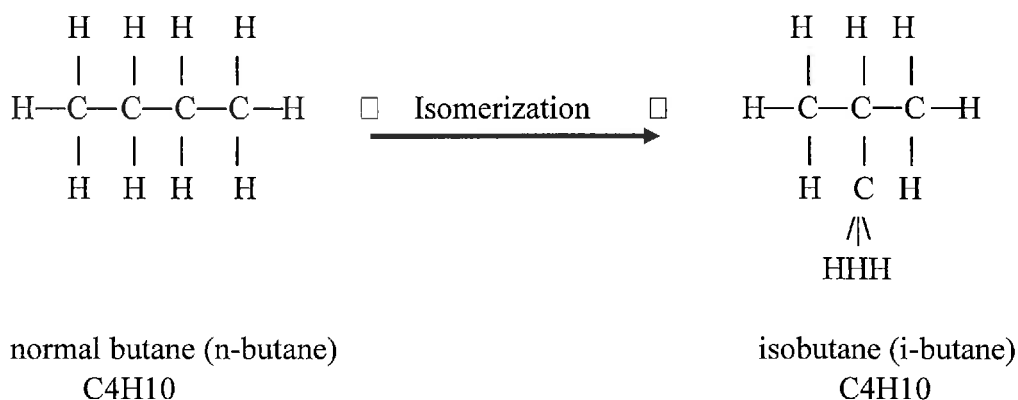 H H H H H H H
| | | | | | |
H—C—C—C—C—H □ Isomerization □ H—C—C—C—H
| | | | | | |
H H H H H C H
/|\
HHH
normal butane (n-butane) isobutane (i-butane)
C4H10 C4H10